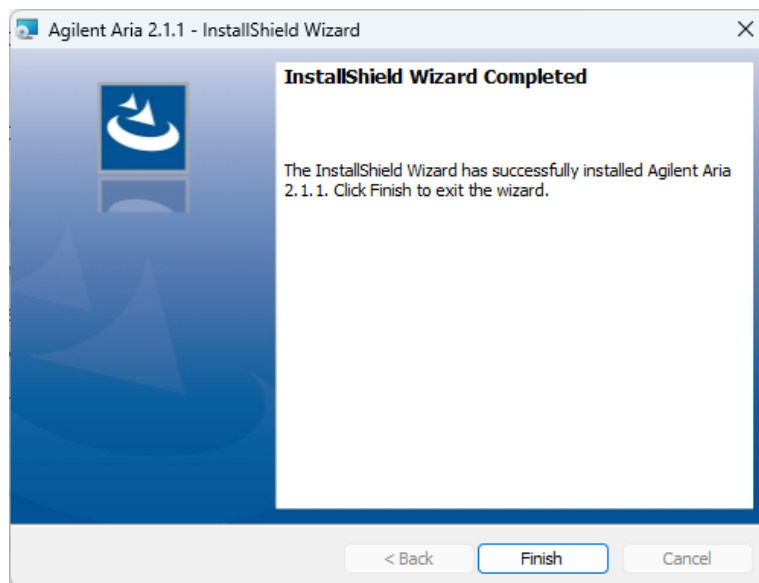 Agilent Aria 2.1.1 - InstallShield Wizard
InstallShield Wizard Completed
The InstallShield Wizard has successfully installed Agilent Aria
2.1.1. Click Finish to exit the wizard.
< Back
Finish
Cancel